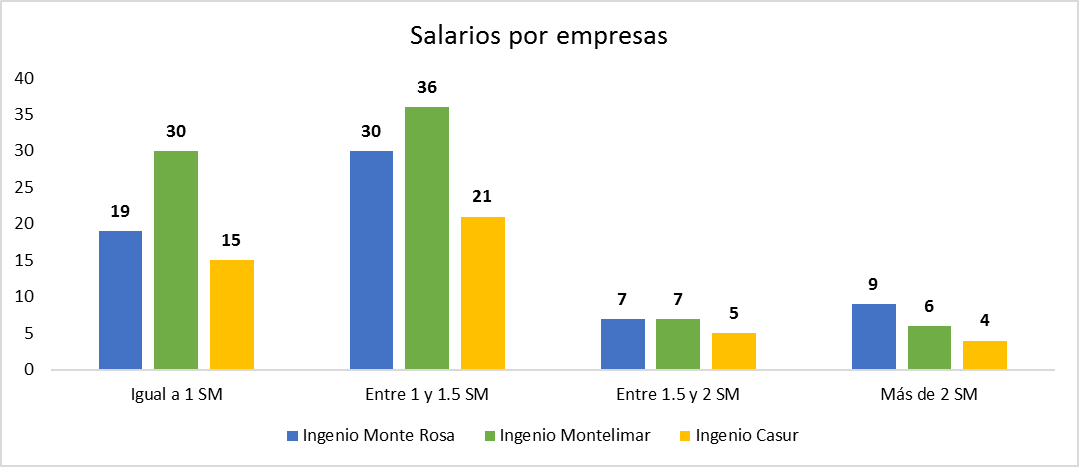 Salarios por empresas
40
35
30
25
20
15
10
5
0
19
30
15
30
36
21
7
7
5
9
6
4
Igual a 1 SM
Entre 1 y 1.5 SM
Entre 1.5 y 2 SM
Más de 2 SM
Ingenio Monte Rosa
Ingenio Montelimar
Ingenio Casur